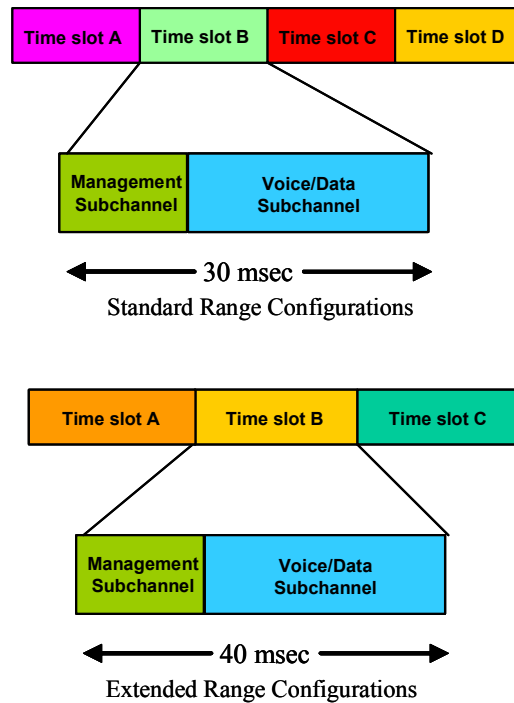 Time slot A
Time slot B
Time slot C
Time slot D
Management
Subchannel
Voice/Data
Subchannel
30 msec
Standard Range Configurations
Time slot A
Time slot B
Time slot C
Management
Subchannel
Voice/Data
Subchannel
40 msec
Extended Range Configurations